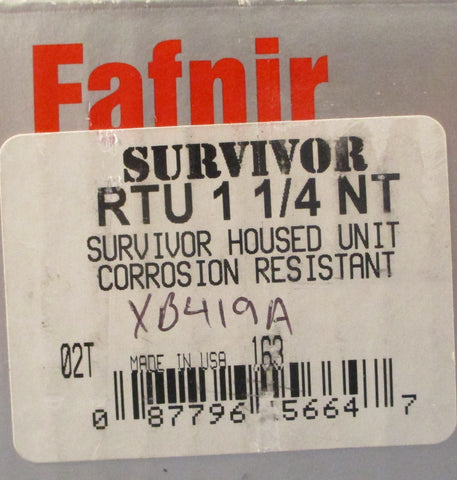 Fafnir
SURVIVOR
RTU 1 1/4 NT
SURVIVOR HOUSED UNIT
CORROSION RESISTANT
XB419A
02T MADE IN USA 163
0 87796 5664 7